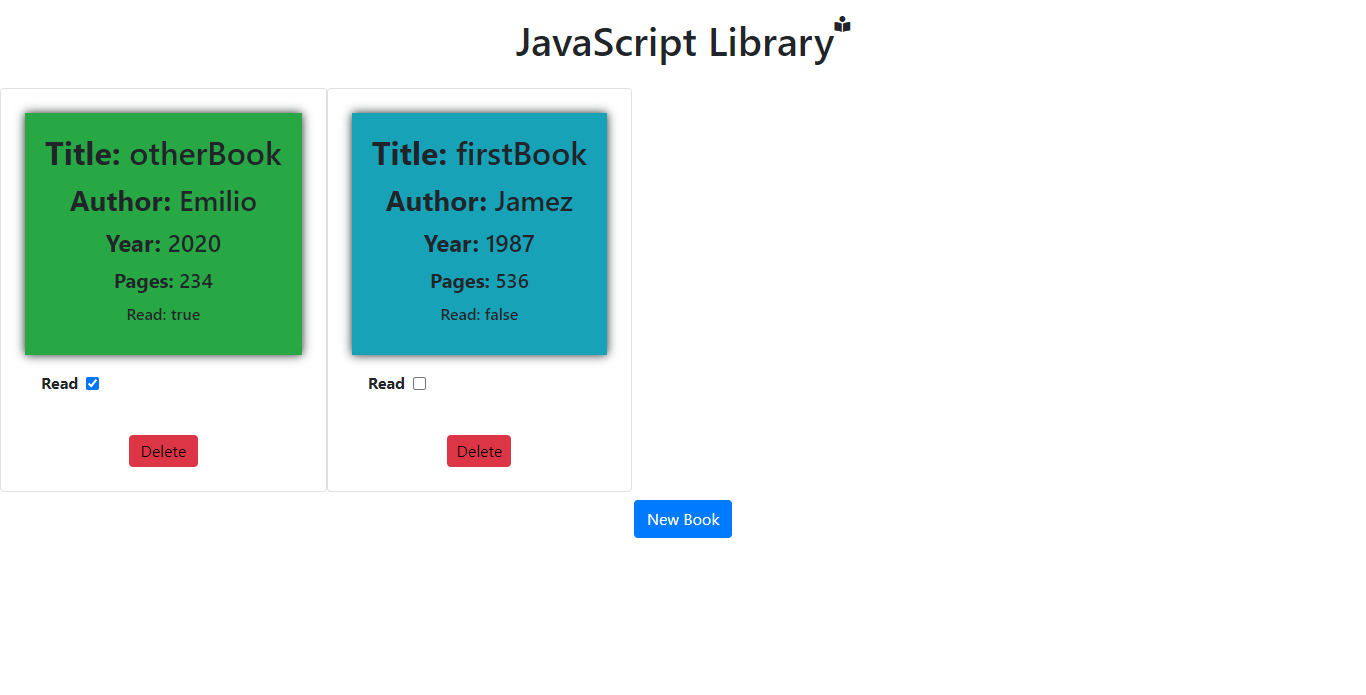 JavaScript Library
Title: otherBook
Author: Emilio
Year: 2020
Pages: 234
Read: true
Read
Delete
Title: firstBook
Author: Jamez
Year: 1987
Pages: 536
Read: false
Read
Delete
New Book